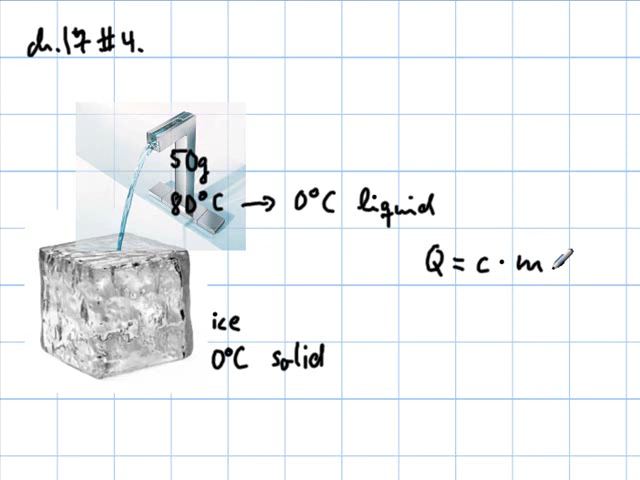 ch.17 #4.
50g
80°C → 0°C liquid
Q = c · m
ice
0°C solid